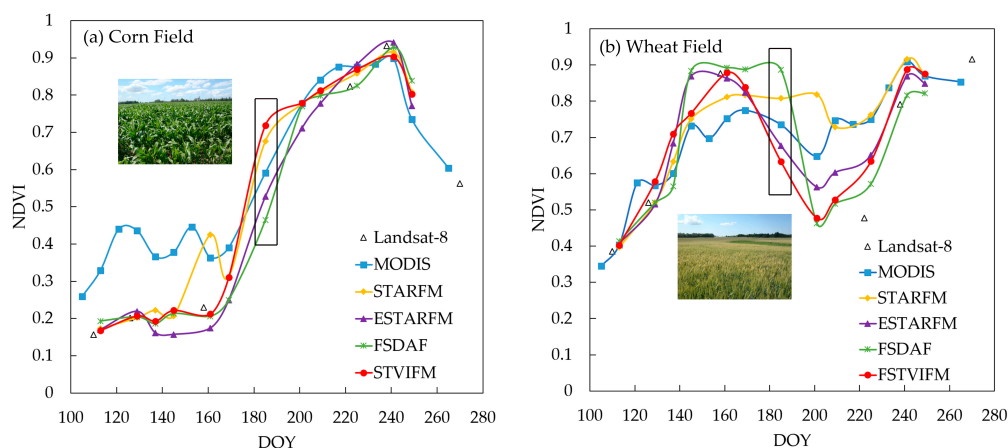 (a) Corn Field
NDVI
1
0.9
0.8
0.7
0.6
0.5
0.4
0.3
0.2
0.1
0
100 120 140 160 180 200 220 240 260 280
DOY
Landsat-8
MODIS
STARFM
ESTARFM
FSDAF
STVIFM
(b) Wheat Field
NDVI
1
0.9
0.8
0.7
0.6
0.5
0.4
0.3
0.2
0.1
0
100 120 140 160 180 200 220 240 260 280
DOY
Landsat-8
MODIS
STARFM
ESTARFM
FSDAF
FSTVIFM